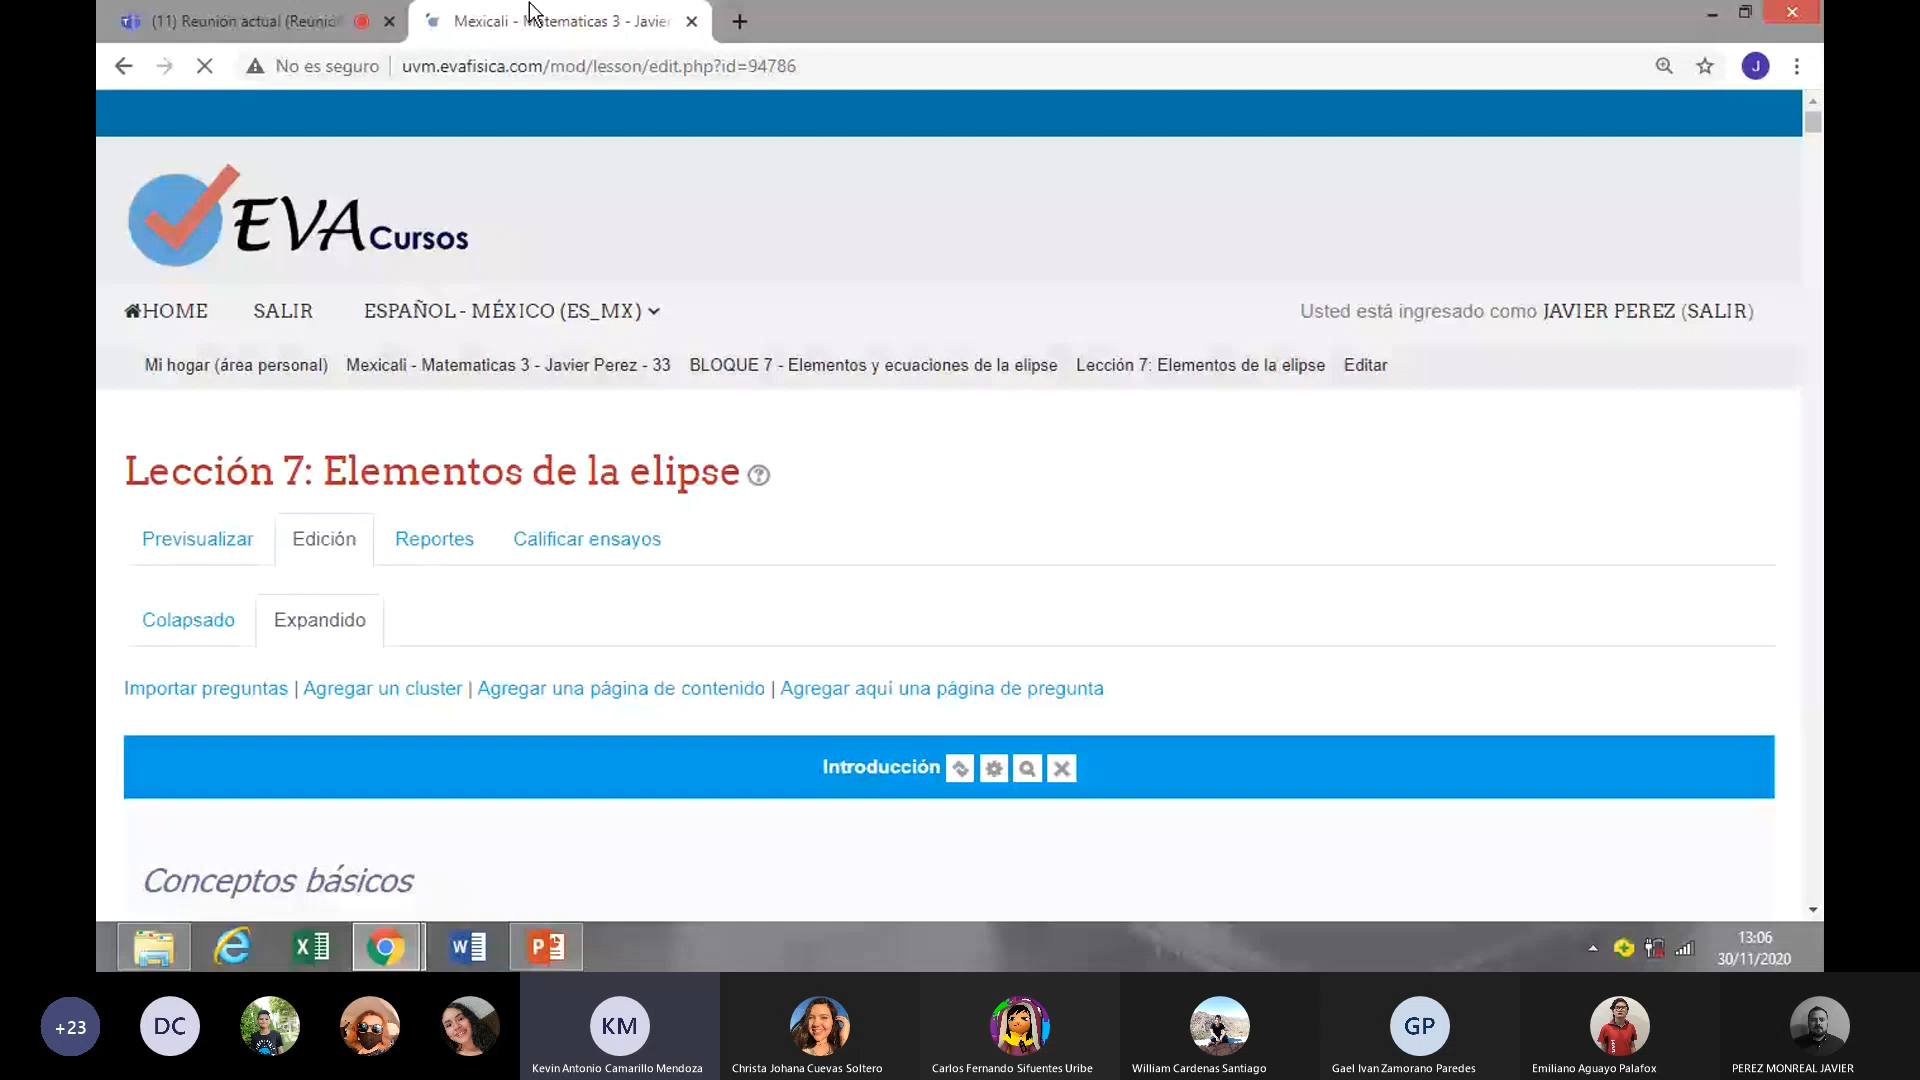 (11) Reunión actual (Reunió
Mexicali - Matematicas 3 - Javier
No es seguro
uvm.evafisica.com/mod/lesson/edit.php?id=94786
J
EVA Cursos
HOME
SALIR
ESPAÑOL - MÉXICO (ES_MX)
Usted está ingresado como JAVIER PEREZ (SALIR)
Mi hogar (área personal)
Mexicali - Matematicas 3 - Javier Perez - 33
BLOQUE 7 - Elementos y ecuaciones de la elipse
Lección 7: Elementos de la elipse
Editar
Lección 7: Elementos de la elipse
Previsualizar
Edición
Reportes
Calificar ensayos
Colapsado
Expandido
Importar preguntas | Agregar un cluster | Agregar una página de contenido | Agregar aquí una página de pregunta
Introducción
Conceptos básicos
13:06
30/11/2020
+23
DC
KM
GP
Kevin Antonio Camarillo Mendoza
Christa Johana Cuevas Soltero
Carlos Fernando Sifuentes Uribe
William Cardenas Santiago
Gael Ivan Zamorano Paredes
Emiliano Aguayo Palafox
PEREZ MONREAL JAVIER